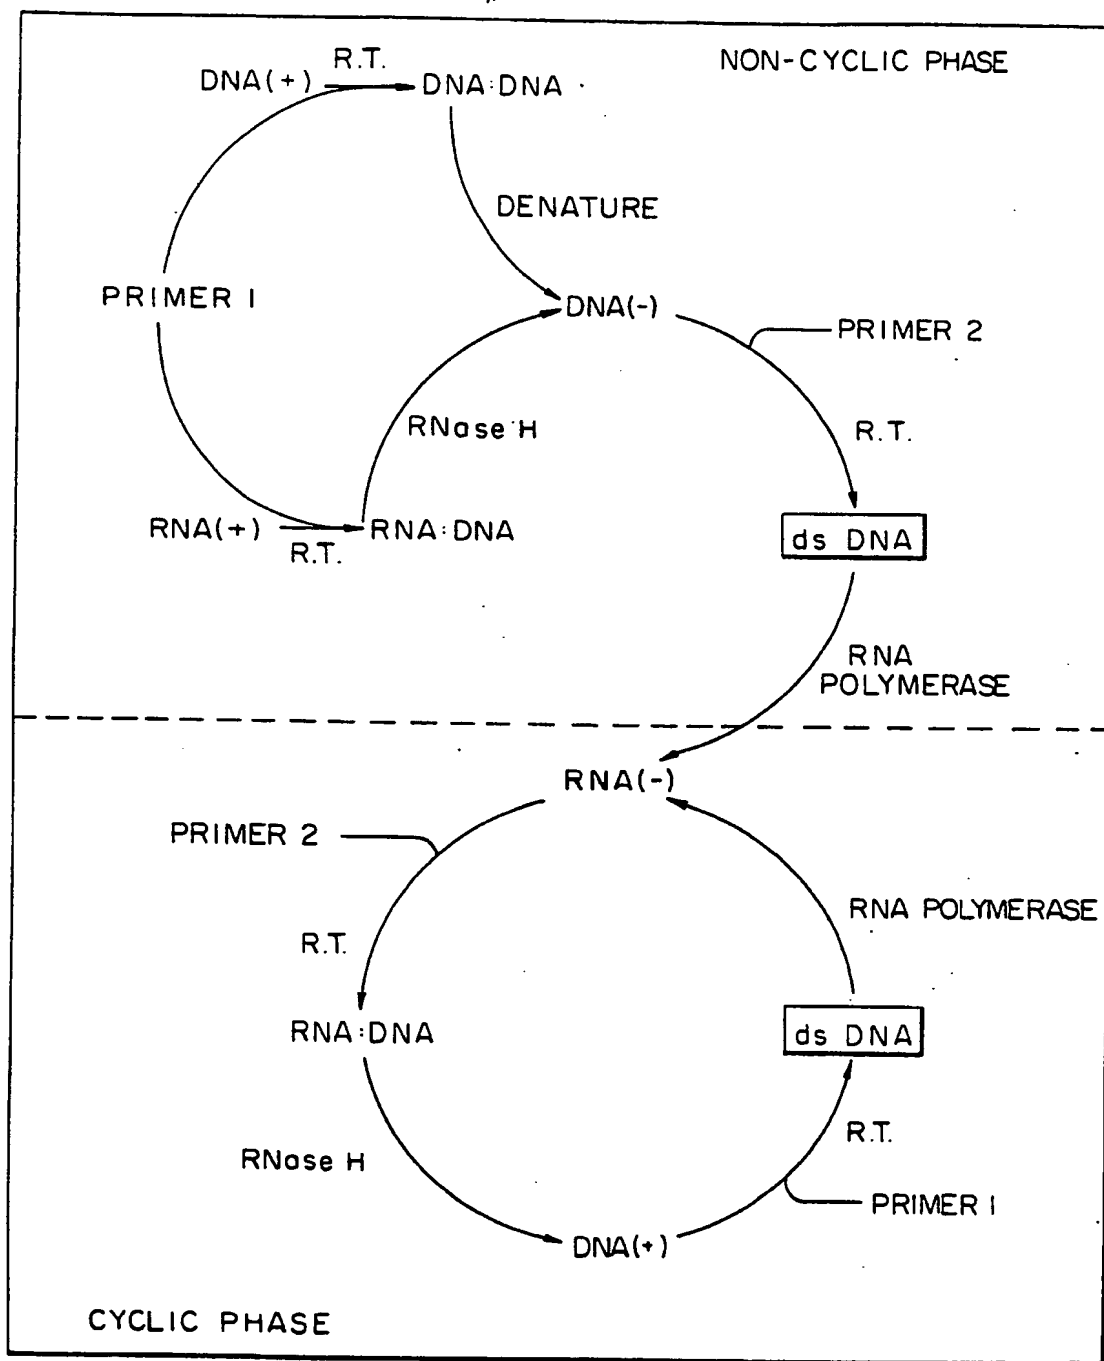 NON-CYCLIC PHASE
R.T.
DNA(+)
DNA:DNA
DENATURE
PRIMER 1
DNA(-)
PRIMER 2
RNase H
R.T.
RNA(+)
RNA:DNA
R.T.
ds DNA
RNA
POLYMERASE
RNA(-)
PRIMER 2
RNA POLYMERASE
R.T.
RNA:DNA
ds DNA
R.T.
RNase H
PRIMER 1
DNA(+)
CYCLIC PHASE